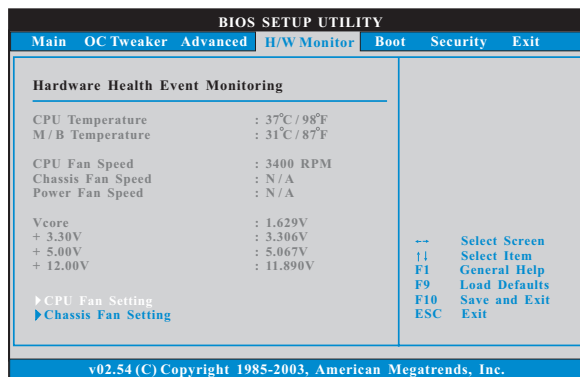 BIOS SETUP UTILITY
Main OC Tweaker Advanced H/W Monitor Boot Security Exit
Hardware Health Event Monitoring
CPU Temperature : 37°C / 98°F
M / B Temperature : 31°C / 87°F
CPU Fan Speed : 3400 RPM
Chassis Fan Speed : N / A
Power Fan Speed : N / A
Vcore : 1.629V
+ 3.30V : 3.306V
+ 5.00V : 5.067V
+ 12.00V : 11.890V
CPU Fan Setting
Chassis Fan Setting
←→ Select Screen
↑↓ Select Item
F1 General Help
F9 Load Defaults
F10 Save and Exit
ESC Exit
v02.54 (C) Copyright 1985-2003, American Megatrends, Inc.